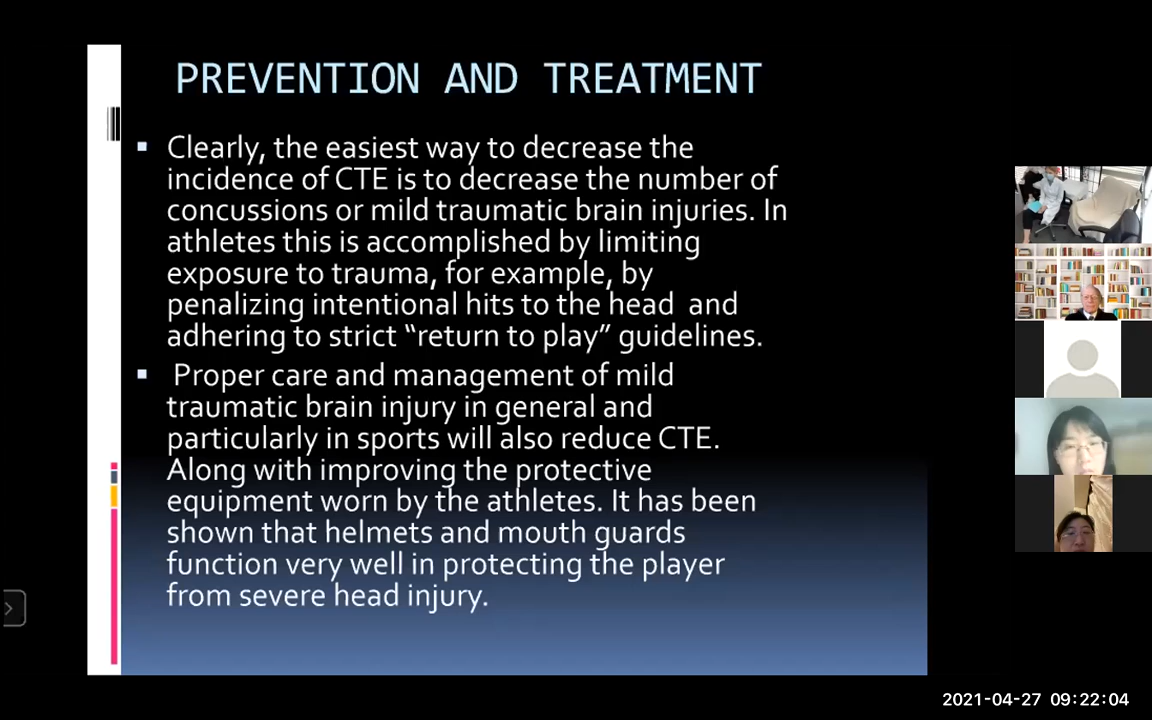 PREVENTION AND TREATMENT
▪ Clearly, the easiest way to decrease the
incidence of CTE is to decrease the number of
concussions or mild traumatic brain injuries. In
athletes this is accomplished by limiting
exposure to trauma, for example, by
penalizing intentional hits to the head  and
adhering to strict “return to play” guidelines.
▪ Proper care and management of mild
traumatic brain injury in general and
particularly in sports will also reduce CTE.
Along with improving the protective
equipment worn by the athletes. It has been
shown that helmets and mouth guards
function very well in protecting the player
from severe head injury.
2021-04-27 09:22:04